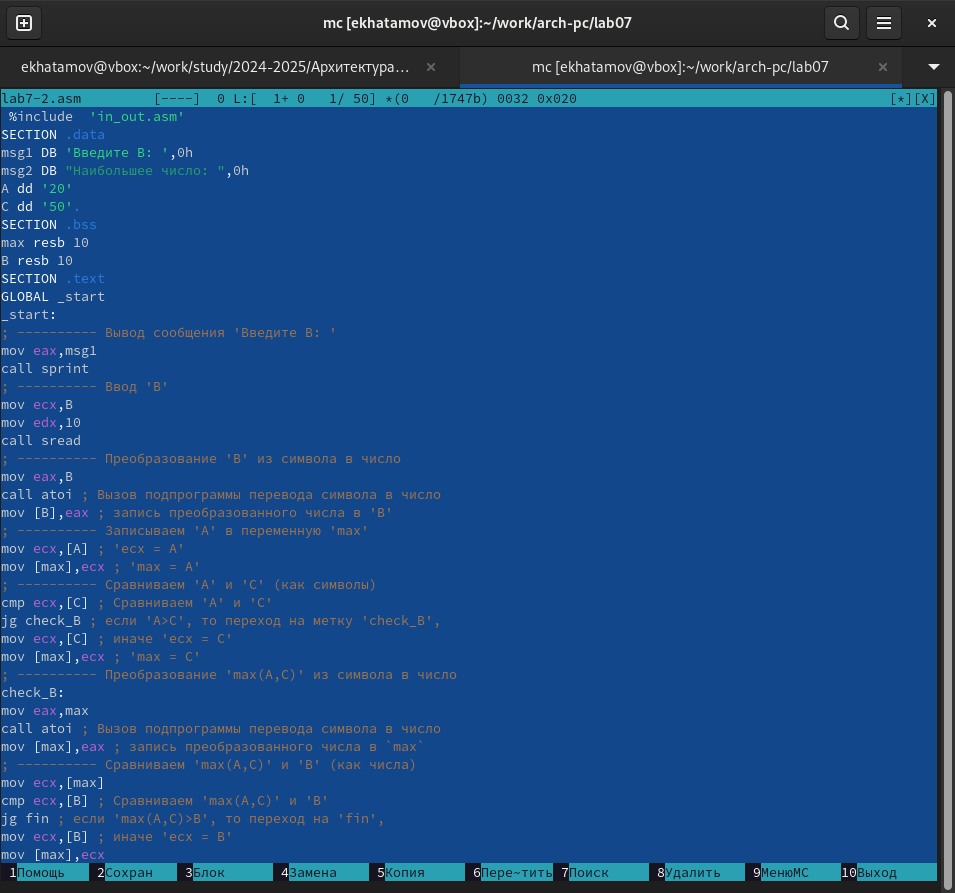 mc [ekhatamov@vbox]:~/work/arch-pc/lab07
ekhatamov@vbox:~/work/study/2024-2025/Архитектура... mc [ekhatamov@vbox]:~/work/arch-pc/lab07
lab7-2.asm [----] 0 L:[ 1+ 0 1/ 50] *(0 /1747b) 0032 0x020 [*][X]
%include 'in_out.asm'
SECTION .data
msg1 DB 'Введите B: ',0h
msg2 DB "Наибольшее число: ",0h
A dd '20'
C dd '50'.
SECTION .bss
max resb 10
B resb 10
SECTION .text
GLOBAL _start
_start:
; ---------- Вывод сообщения 'Введите B: '
mov eax,msg1
call sprint
; ---------- Ввод 'B'
mov ecx,B
mov edx,10
call sread
; ---------- Преобразование 'B' из символа в число
mov eax,B
call atoi ; Вызов подпрограммы перевода символа в число
mov [B],eax ; запись преобразованного числа в 'B'
; ---------- Записываем 'A' в переменную 'max'
mov ecx,[A] ; 'ecx = A'
mov [max],ecx ; 'max = A'
; ---------- Сравниваем 'A' и 'С' (как символы)
cmp ecx,[C] ; Сравниваем 'A' и 'С'
jg check_B ; если 'A>C', то переход на метку 'check_B',
mov ecx,[C] ; иначе 'ecx = C'
mov [max],ecx ; 'max = C'
; ---------- Преобразование 'max(A,C)' из символа в число
check_B:
mov eax,max
call atoi ; Вызов подпрограммы перевода символа в число
mov [max],eax ; запись преобразованного числа в `max`
; ---------- Сравниваем 'max(A,C)' и 'B' (как числа)
mov ecx,[max]
cmp ecx,[B] ; Сравниваем 'max(A,C)' и 'B'
jg fin ; если 'max(A,C)>B', то переход на 'fin',
mov ecx,[B] ; иначе 'ecx = B'
mov [max],ecx
1Помощь 2Сохран 3Блок 4Замена 5Копия 6Пере~тить 7Поиск 8Удалить 9МенюMC 10Выход